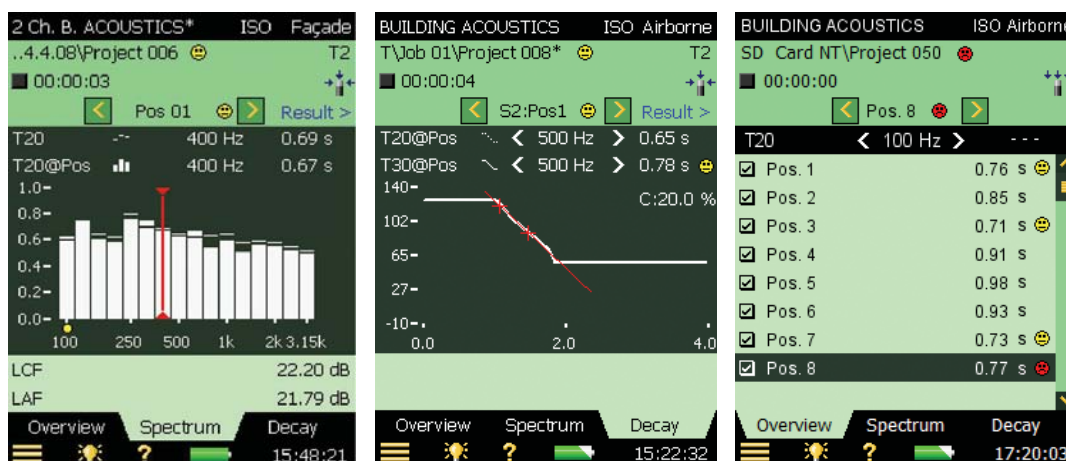 2 Ch. B. ACOUSTICS* ISO Façade
..4.4.08\Project 006 T2
00:00:03
< Pos 01 > Result >
T20 400 Hz 0.69 s
T20@Pos 400 Hz 0.67 s
1.0-
0.8-
0.6-
0.4-
0.2-
0.0-
100 250 500 1k 2k 3.15k
LCF 22.20 dB
LAF 21.79 dB
Overview Spectrum Decay
? 15:48:21
BUILDING ACOUSTICS ISO Airborne
T\Job 01\Project 008* T2
00:00:04
< S2:Pos1 > Result >
T20@Pos < 500 Hz > 0.65 s
T30@Pos < 500 Hz > 0.78 s
140-
C:20.0 %
102-
65-
27-
-10-
0.0 2.0 4.0
Overview Spectrum Decay
? 15:22:32
BUILDING ACOUSTICS ISO Airborne
SD Card NT\Project 050
00:00:00
< Pos. 8 >
T20 < 100 Hz > ---
Pos. 1 0.76 s
Pos. 2 0.85 s
Pos. 3 0.71 s
Pos. 4 0.91 s
Pos. 5 0.98 s
Pos. 6 0.93 s
Pos. 7 0.73 s
Pos. 8 0.77 s
Overview Spectrum Decay
? 17:20:03